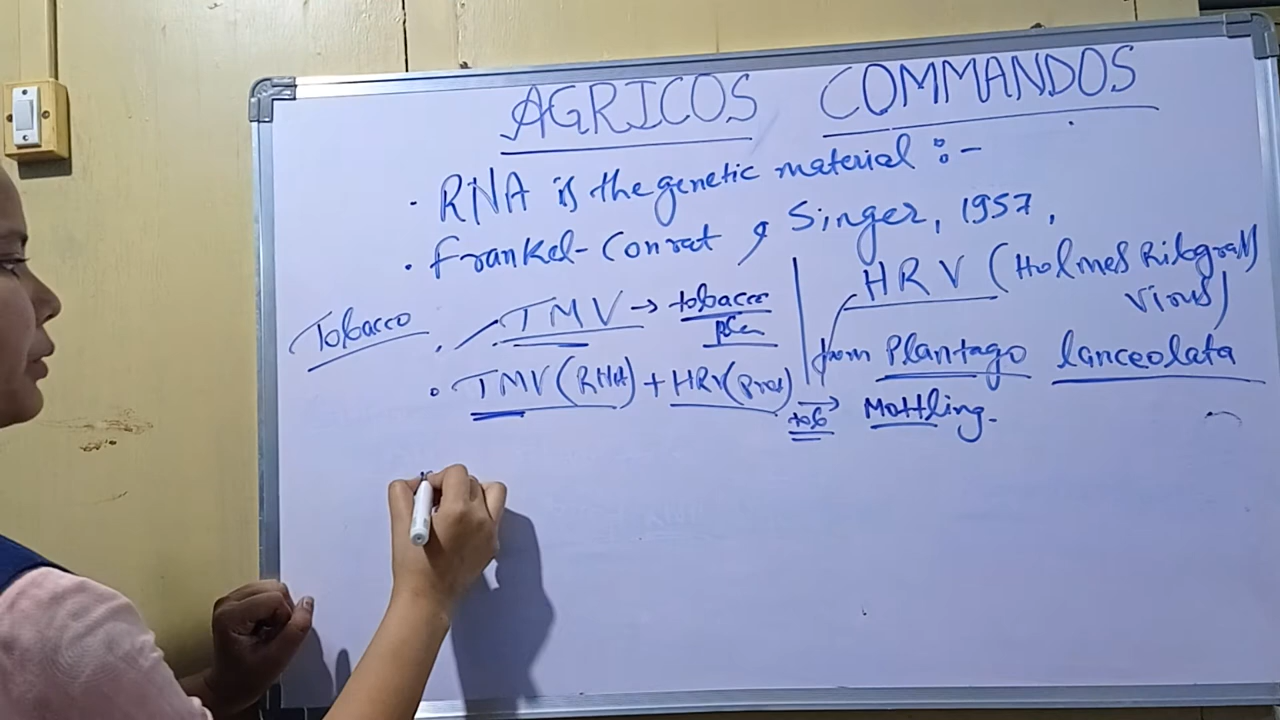 AGRICOS COMMANDOS
. RNA is the genetic material :-
. Frankel-Conrat & Singer, 1957,
Tobacco
. TMV → tobacco
HRV (Holmes Ribgrass
Virus)
from Plantago lanceolata
. TMV(RNA) + HRV(Prot) → Mottling.
tob